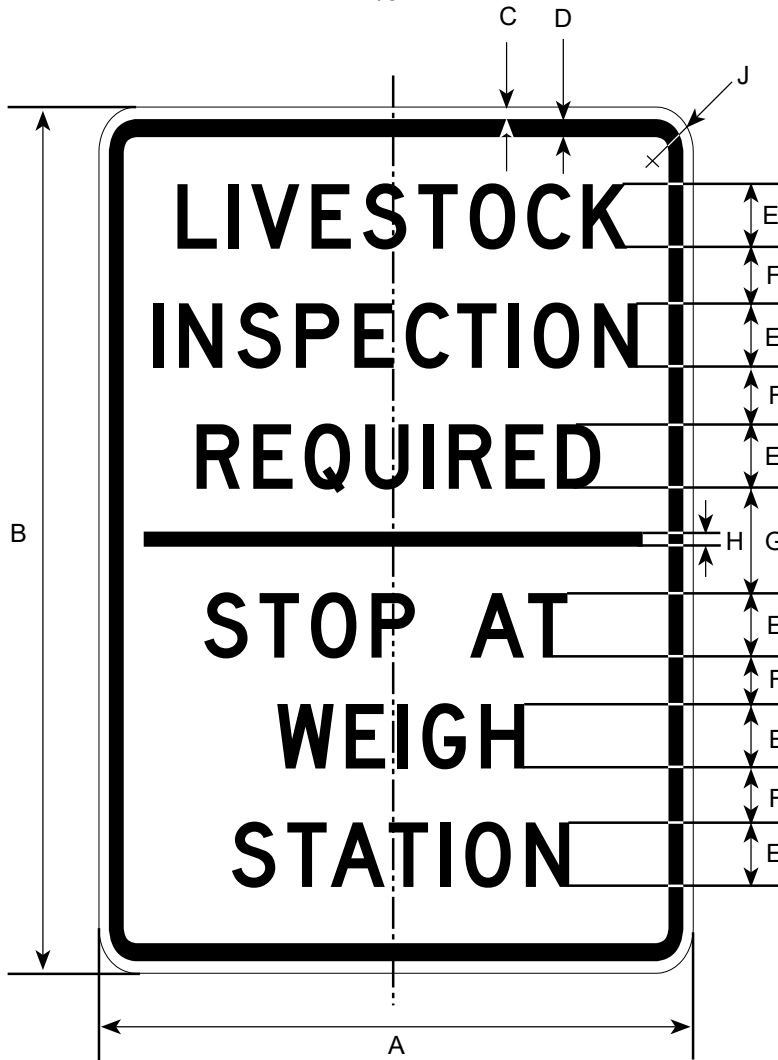 C D
J
LIVESTOCK E
F
INSPECTION E
F
REQUIRED E
B H G
STOP AT E
F
WEIGH E
F
STATION E
A